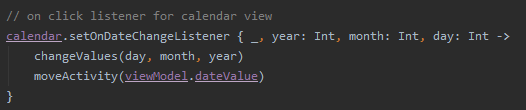 // on click listener for calendar view
calendar.setOnDateChangeListener { _, year: Int, month: Int, day: Int ->
changeValues(day, month, year)
moveActivity(viewModel.dateValue)
}